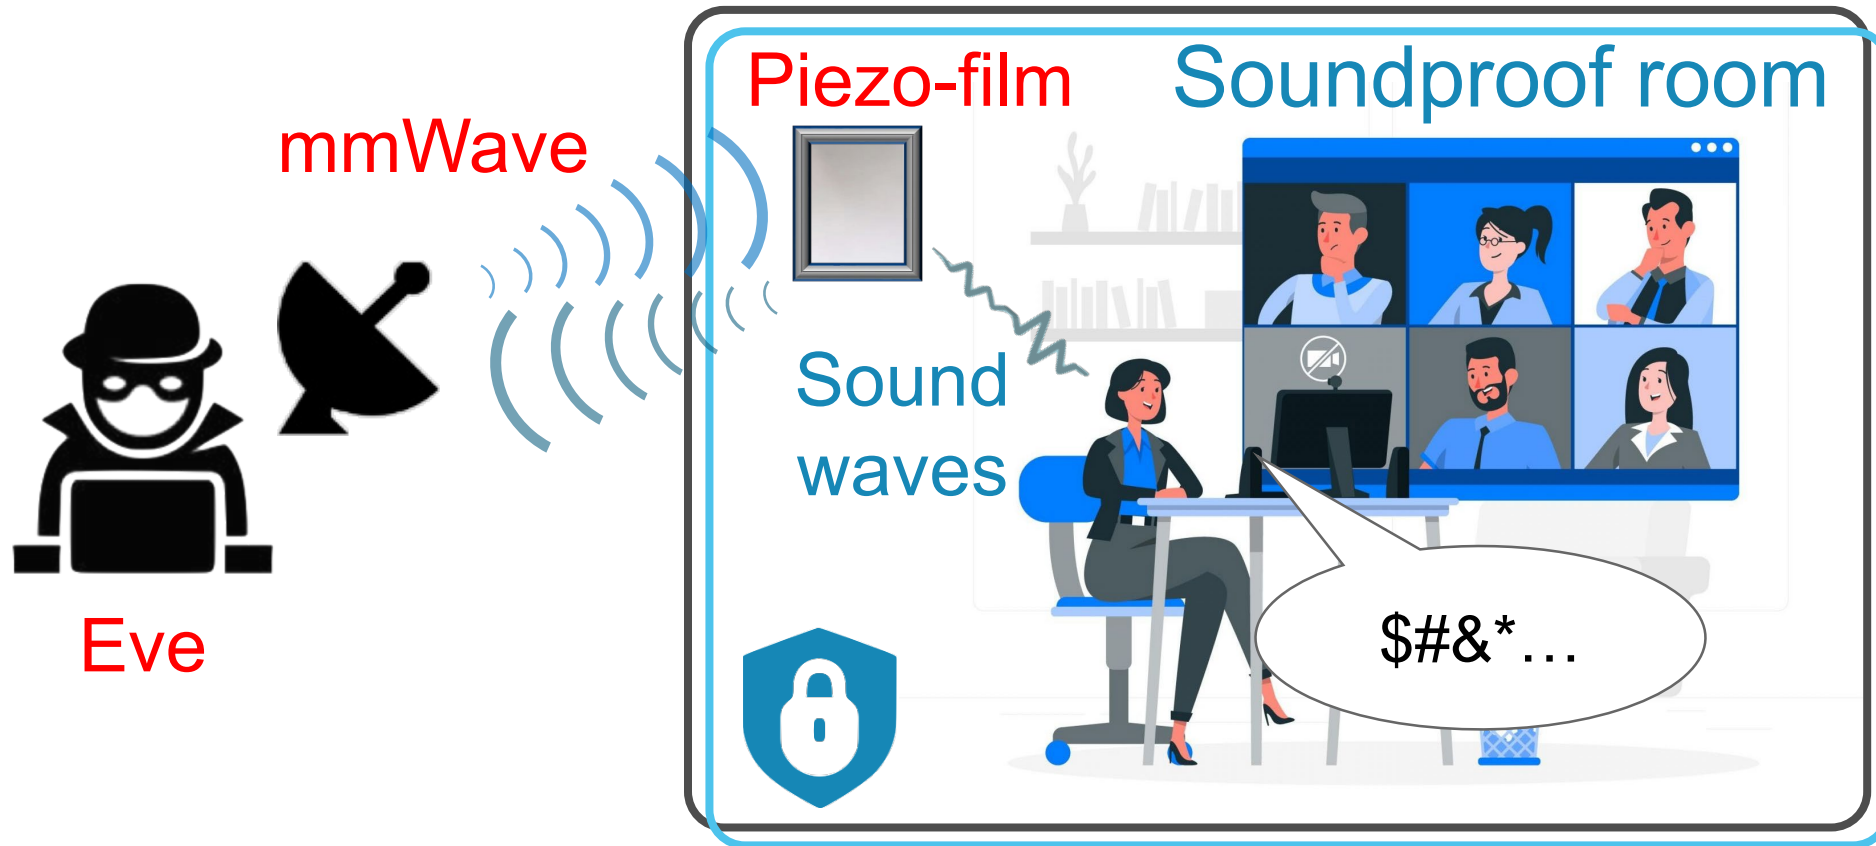 Piezo-film
Soundproof room
mmWave
Sound
waves
Eve
$#&*…